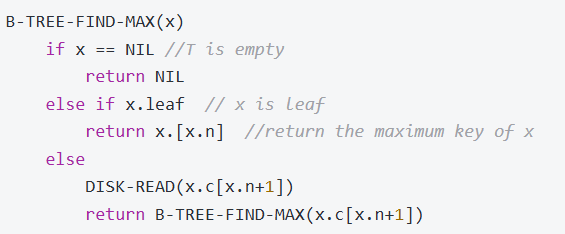 B-TREE-FIND-MAX(x)
    if x == NIL //T is empty
        return NIL
    else if x.leaf  // x is leaf
        return x.[x.n]  //return the maximum key of x
    else
        DISK-READ(x.c[x.n+1])
        return B-TREE-FIND-MAX(x.c[x.n+1])